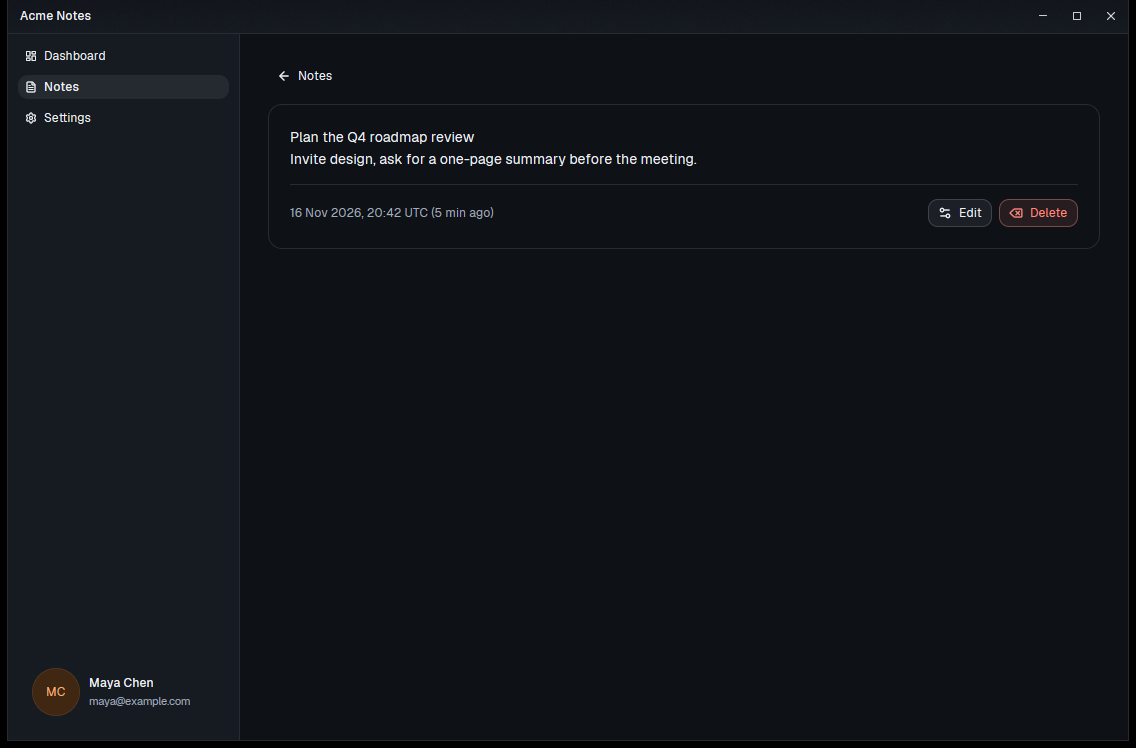 Acme Notes
Dashboard
Notes
Settings
Notes
Plan the Q4 roadmap review
Invite design, ask for a one-page summary before the meeting.
16 Nov 2026, 20:42 UTC (5 min ago)
Edit
Delete
MC
Maya Chen
maya@example.com